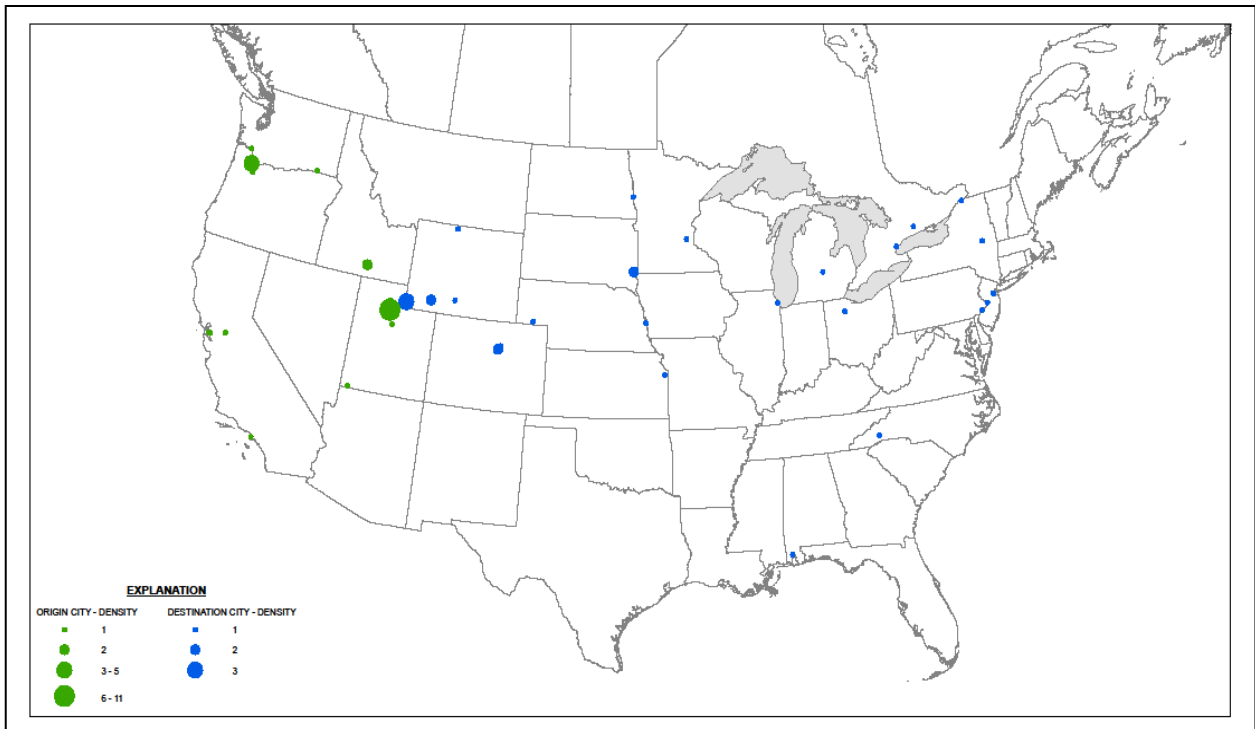 EXPLANATION
ORIGIN CITY - DENSITY DESTINATION CITY - DENSITY
1 1
2 2
3 - 5 3
6 - 11